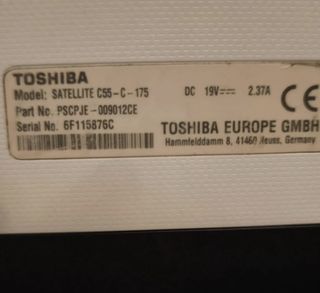 TOSHIBA
Model: SATELLITE C55-C-175 DC 19V⎓ 2.37A
Part No. PSCPJE-009012CE CE
Serial No. 6F115876C TOSHIBA EUROPE GMBH
Hammfelddamm 8, 41460 Neuss, Germany